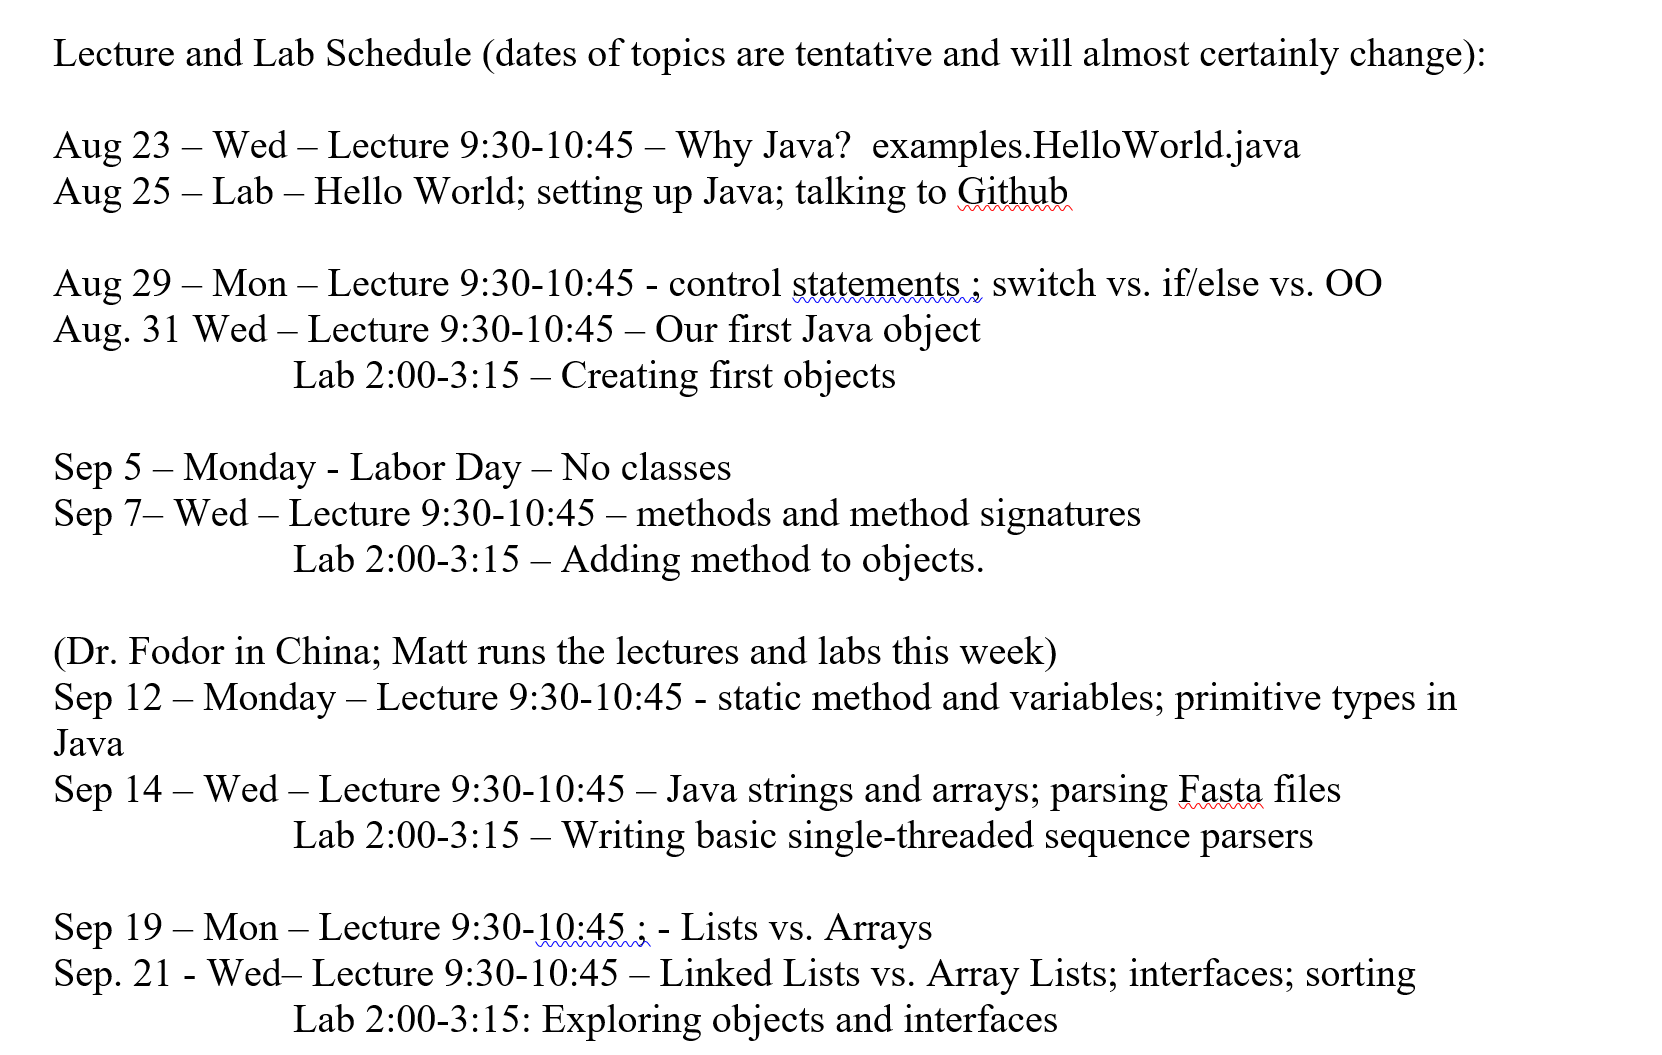 Lecture and Lab Schedule (dates of topics are tentative and will almost certainly change):
Aug 23 – Wed – Lecture 9:30-10:45 – Why Java?  examples.HelloWorld.java
Aug 25 – Lab – Hello World; setting up Java; talking to Github
Aug 29 – Mon – Lecture 9:30-10:45 - control statements ; switch vs. if/else vs. OO
Aug. 31 Wed – Lecture 9:30-10:45 – Our first Java object
Lab 2:00-3:15 – Creating first objects
Sep 5 – Monday - Labor Day – No classes
Sep 7– Wed – Lecture 9:30-10:45 – methods and method signatures
Lab 2:00-3:15 – Adding method to objects.
(Dr. Fodor in China; Matt runs the lectures and labs this week)
Sep 12 – Monday – Lecture 9:30-10:45 - static method and variables; primitive types in
Java
Sep 14 – Wed – Lecture 9:30-10:45 – Java strings and arrays; parsing Fasta files
Lab 2:00-3:15 – Writing basic single-threaded sequence parsers
Sep 19 – Mon – Lecture 9:30-10:45 ; - Lists vs. Arrays
Sep. 21 - Wed– Lecture 9:30-10:45 – Linked Lists vs. Array Lists; interfaces; sorting
Lab 2:00-3:15: Exploring objects and interfaces